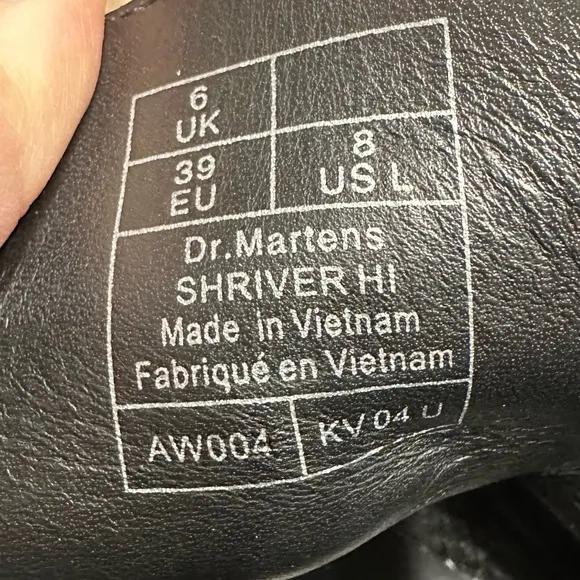 6
UK
39
EU
8
US L
Dr.Martens
SHRIVER HI
Made in Vietnam
Fabriqué en Vietnam
AW004
KV 04 U